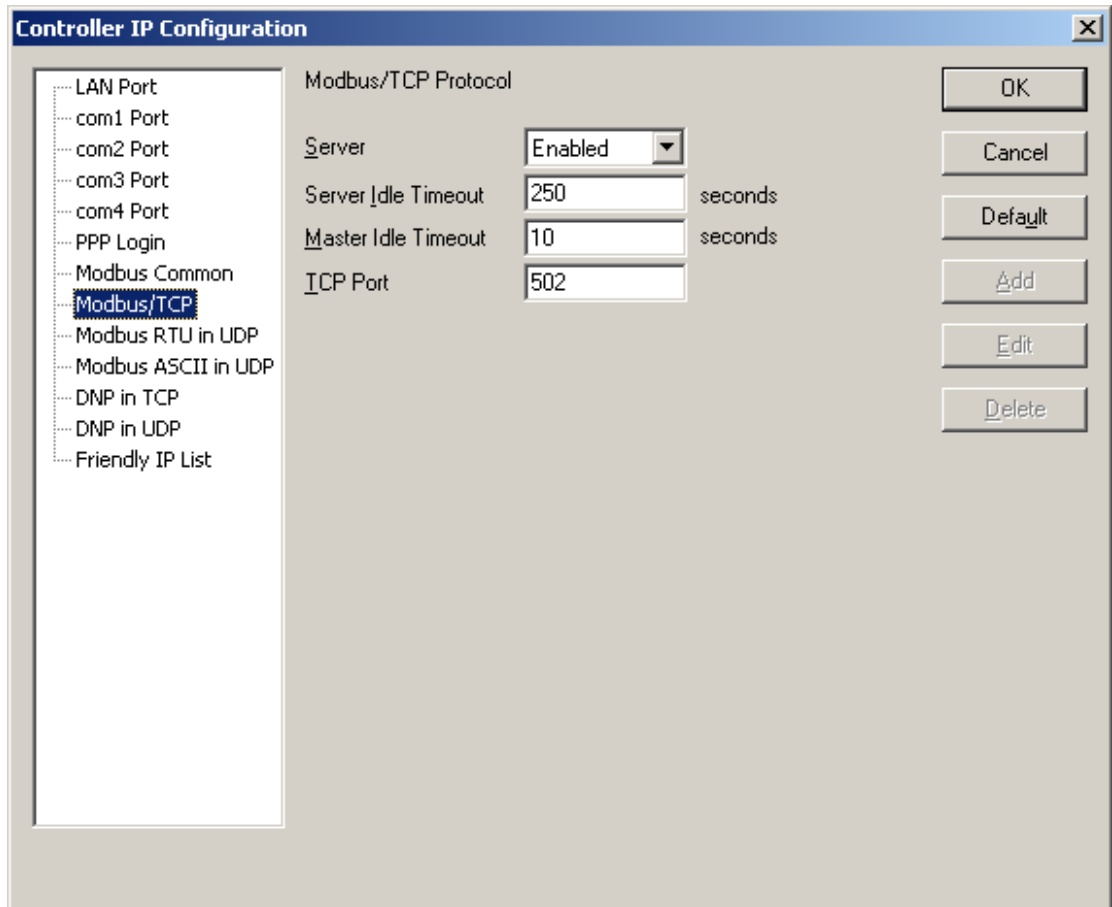 Controller IP Configuration
LAN Port
com1 Port
com2 Port
com3 Port
com4 Port
PPP Login
Modbus Common
Modbus/TCP
Modbus RTU in UDP
Modbus ASCII in UDP
DNP in TCP
DNP in UDP
Friendly IP List
Modbus/TCP Protocol
Server Enabled
Server Idle Timeout 250 seconds
Master Idle Timeout 10 seconds
TCP Port 502
OK
Cancel
Default
Add
Edit
Delete